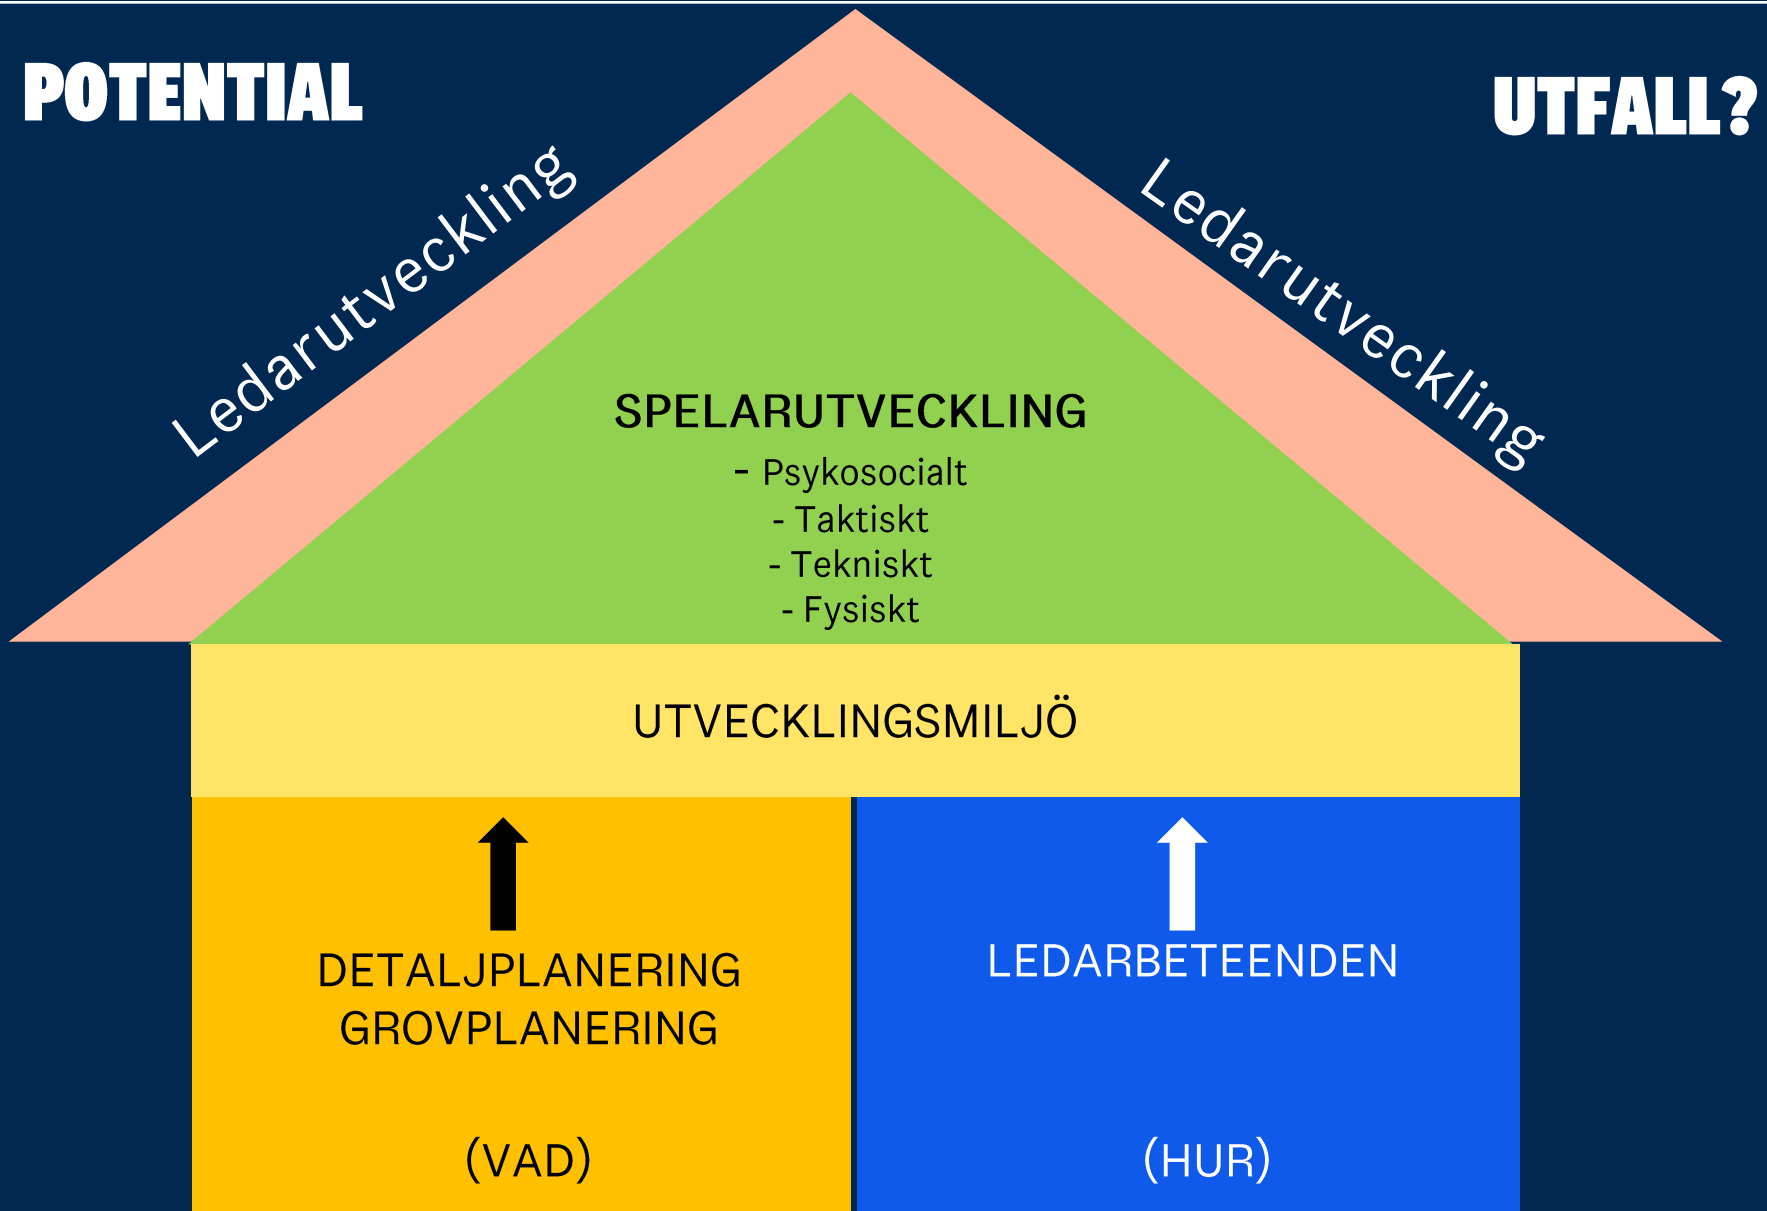 POTENTIAL
UTFALL?
Ledarutveckling
Ledarutveckling
SPELARUTVECKLING
- Psykosocialt
- Taktiskt
- Tekniskt
- Fysiskt
UTVECKLINGSMILJÖ
DETALJPLANERING
GROVPLANERING
(VAD)
LEDARBETEENDEN
(HUR)